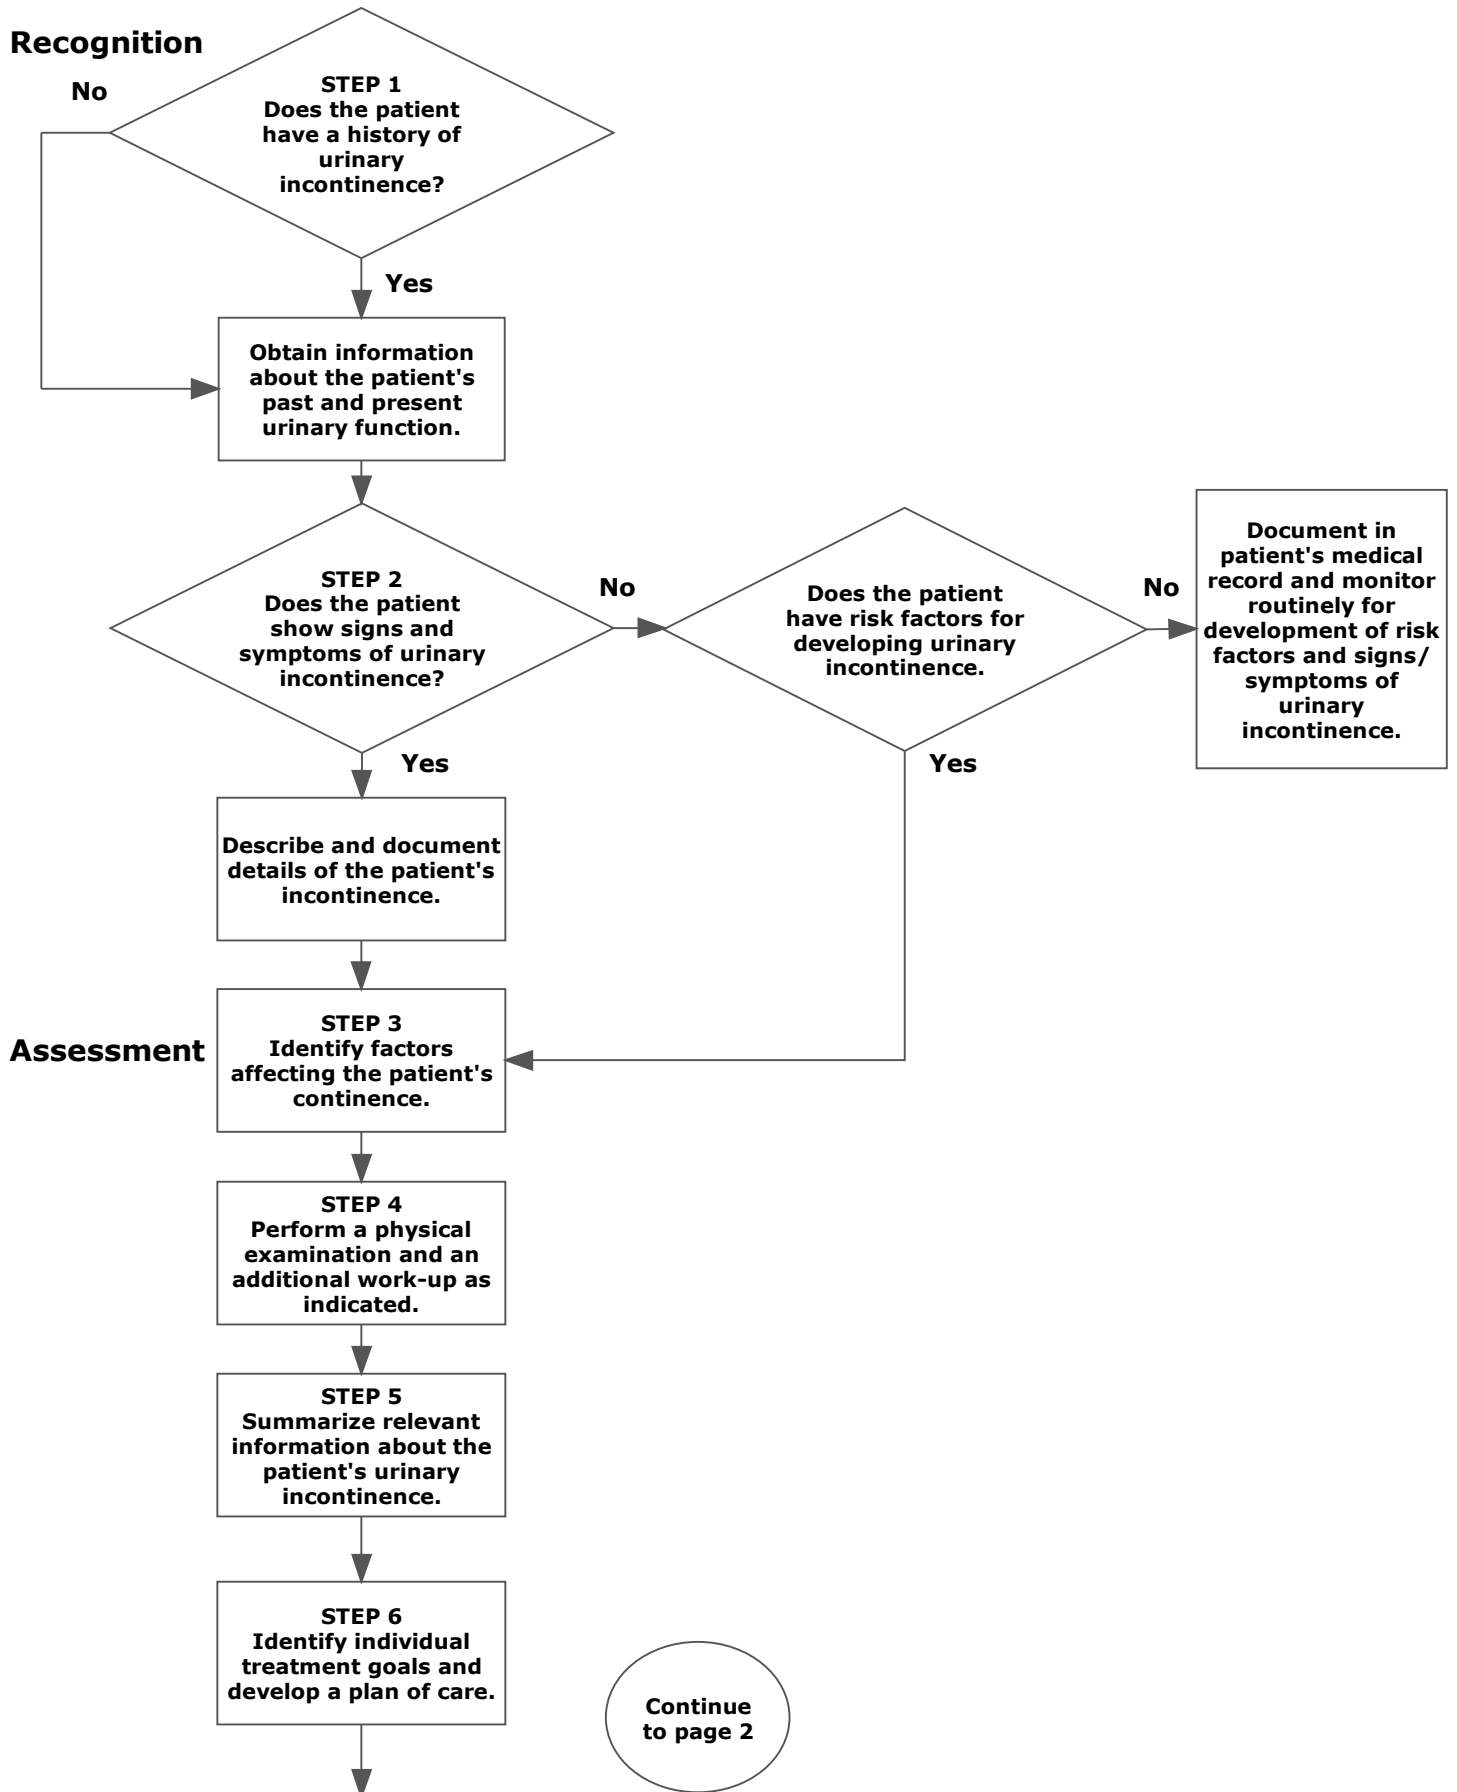 Recognition
No
STEP 1
Does the patient
have a history of
urinary
incontinence?
Yes
Obtain information
about the patient's
past and present
urinary function.
STEP 2
Does the patient
show signs and
symptoms of urinary
incontinence?
No
Does the patient
have risk factors for
developing urinary
incontinence.
No
Document in
patient's medical
record and monitor
routinely for
development of risk
factors and signs/
symptoms of
urinary
incontinence.
Yes
Yes
Describe and document
details of the patient's
incontinence.
Assessment
STEP 3
Identify factors
affecting the patient's
continence.
STEP 4
Perform a physical
examination and an
additional work-up as
indicated.
STEP 5
Summarize relevant
information about the
patient's urinary
incontinence.
STEP 6
Identify individual
treatment goals and
develop a plan of care.
Continue
to page 2